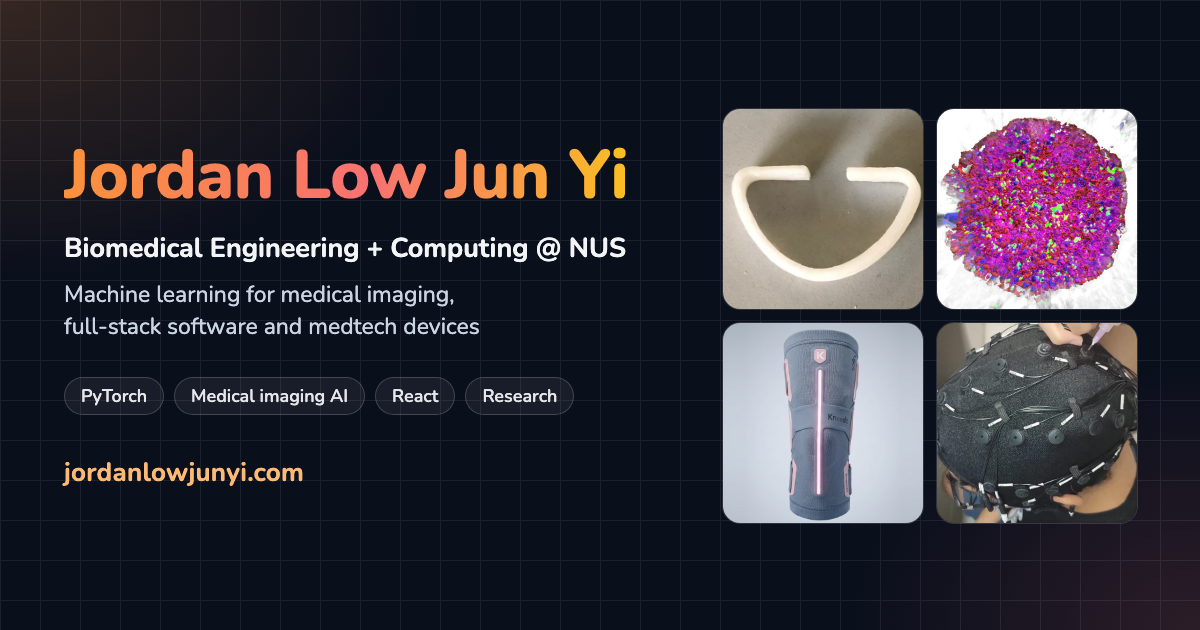 Jordan Low Jun Yi
Biomedical Engineering + Computing @ NUS
Machine learning for medical imaging,
full-stack software and medtech devices
PyTorch
Medical imaging AI
React
Research
jordanlowjunyi.com
K